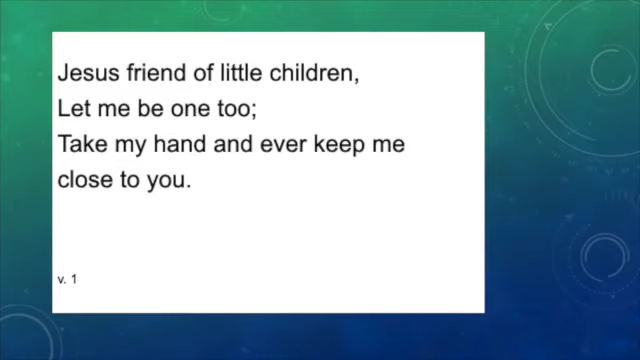 Jesus friend of little children,
Let me be one too;
Take my hand and ever keep me
close to you.
v. 1